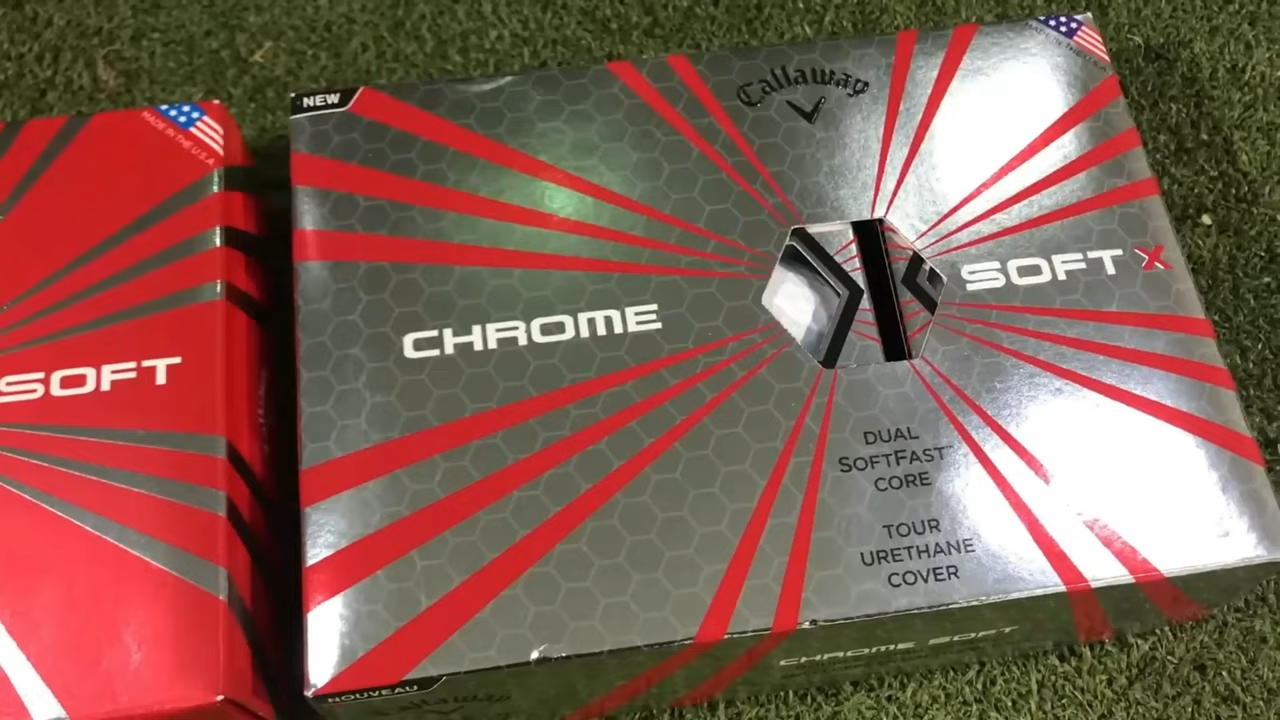 MADE IN THE U.S.A
SOFT
NEW
Callaway
MADE IN THE U.S.A
CHROME SOFT X
DUAL
SOFTFAST™
CORE
TOUR
URETHANE
COVER
NOUVEAU
Callaway
CHROME SOFT